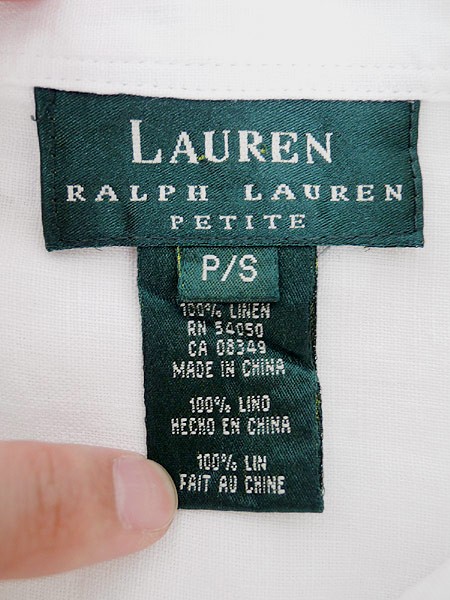 LAUREN
RALPH LAUREN
PETITE
P/S
100% LINEN
RN 54050
CA 08349
MADE IN CHINA
100% LINO
HECHO EN CHINA
100% LIN
FAIT AU CHINE